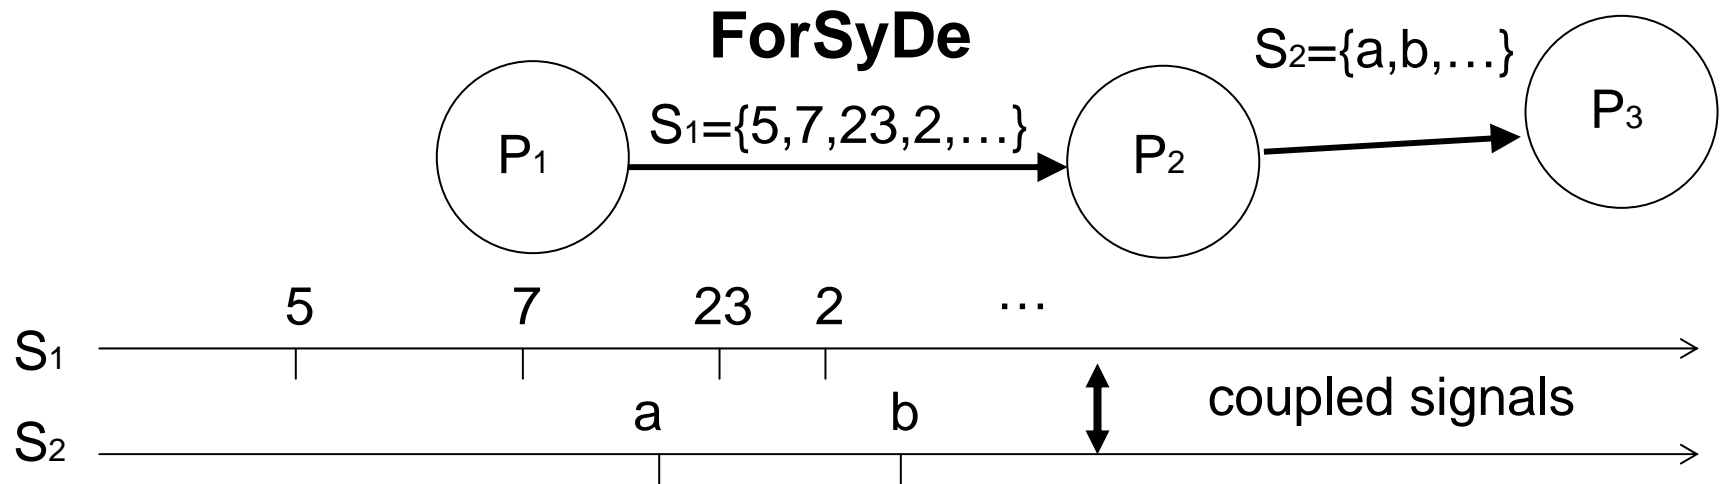 ForSyDe
S₂={a,b,…}
S₁={5,7,23,2,…}
P₁
P₂
P₃
5 7 23 2 …
S₁
coupled signals
a b
S₂